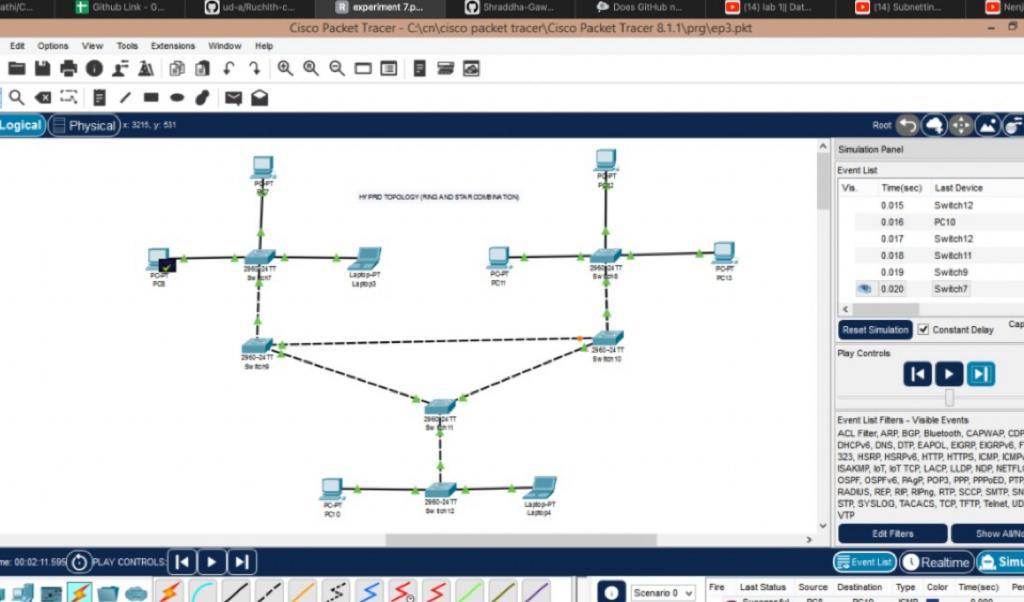 athi/C...
Github Link - G...
ud-a/Ruchith-c...
experiment 7.p...
Shraddha-Gaw...
Does GitHub n...
(14) lab 1|| Dat...
(14) Subnettin...
Nenj
Cisco Packet Tracer - C:\cn\cisco packet tracer\Cisco Packet Tracer 8.1.1\prg\ep3.pkt
Edit Options View Tools Extensions Window Help
Logical Physical x: 3215, y: 531 Root
Simulation Panel
Event List
Vis. Time(sec) Last Device
0.015 Switch12
0.016 PC10
0.017 Switch12
0.018 Switch11
0.019 Switch9
0.020 Switch7
Reset Simulation Constant Delay Cap
Play Controls
Event List Filters - Visible Events
ACL Filter, ARP, BGP, Bluetooth, CAPWAP, CDP
DHCPv6, DNS, DTP, EAPOL, EIGRP, EIGRPv6, F
323, HSRP, HSRPv6, HTTP, HTTPS, ICMP, ICMPv
ISAKMP, IoT, IoT TCP, LACP, LLDP, NDP, NETFL
OSPF, OSPFv6, PAgP, POP3, PPP, PPPoED, PTP
RADIUS, REP, RIP, RIPng, RTP, SCCP, SMTP, SN
STP, SYSLOG, TACACS, TCP, TFTP, Telnet, UD
VTP
Edit Filters Show All/No
PC-PT
PC-PT
HYPRID TOPOLOGY (RING AND STAR COMBINATION)
PC-PT
2960-24TT
Switch7
Laptop-PT
Laptop3
PC-PT
PC11
2960-24TT
PC-PT
PC13
2960-24TT
Switch9
2960-24TT
Switch10
2960-24TT
Switch11
PC-PT
PC10
2960-24TT
Switch12
Laptop-PT
Laptop4
me: 00:02:11.595 PLAY CONTROLS: Event List Realtime Simu
Scenario 0
Fire Last Status Source Destination Type Color Time(sec) Pe